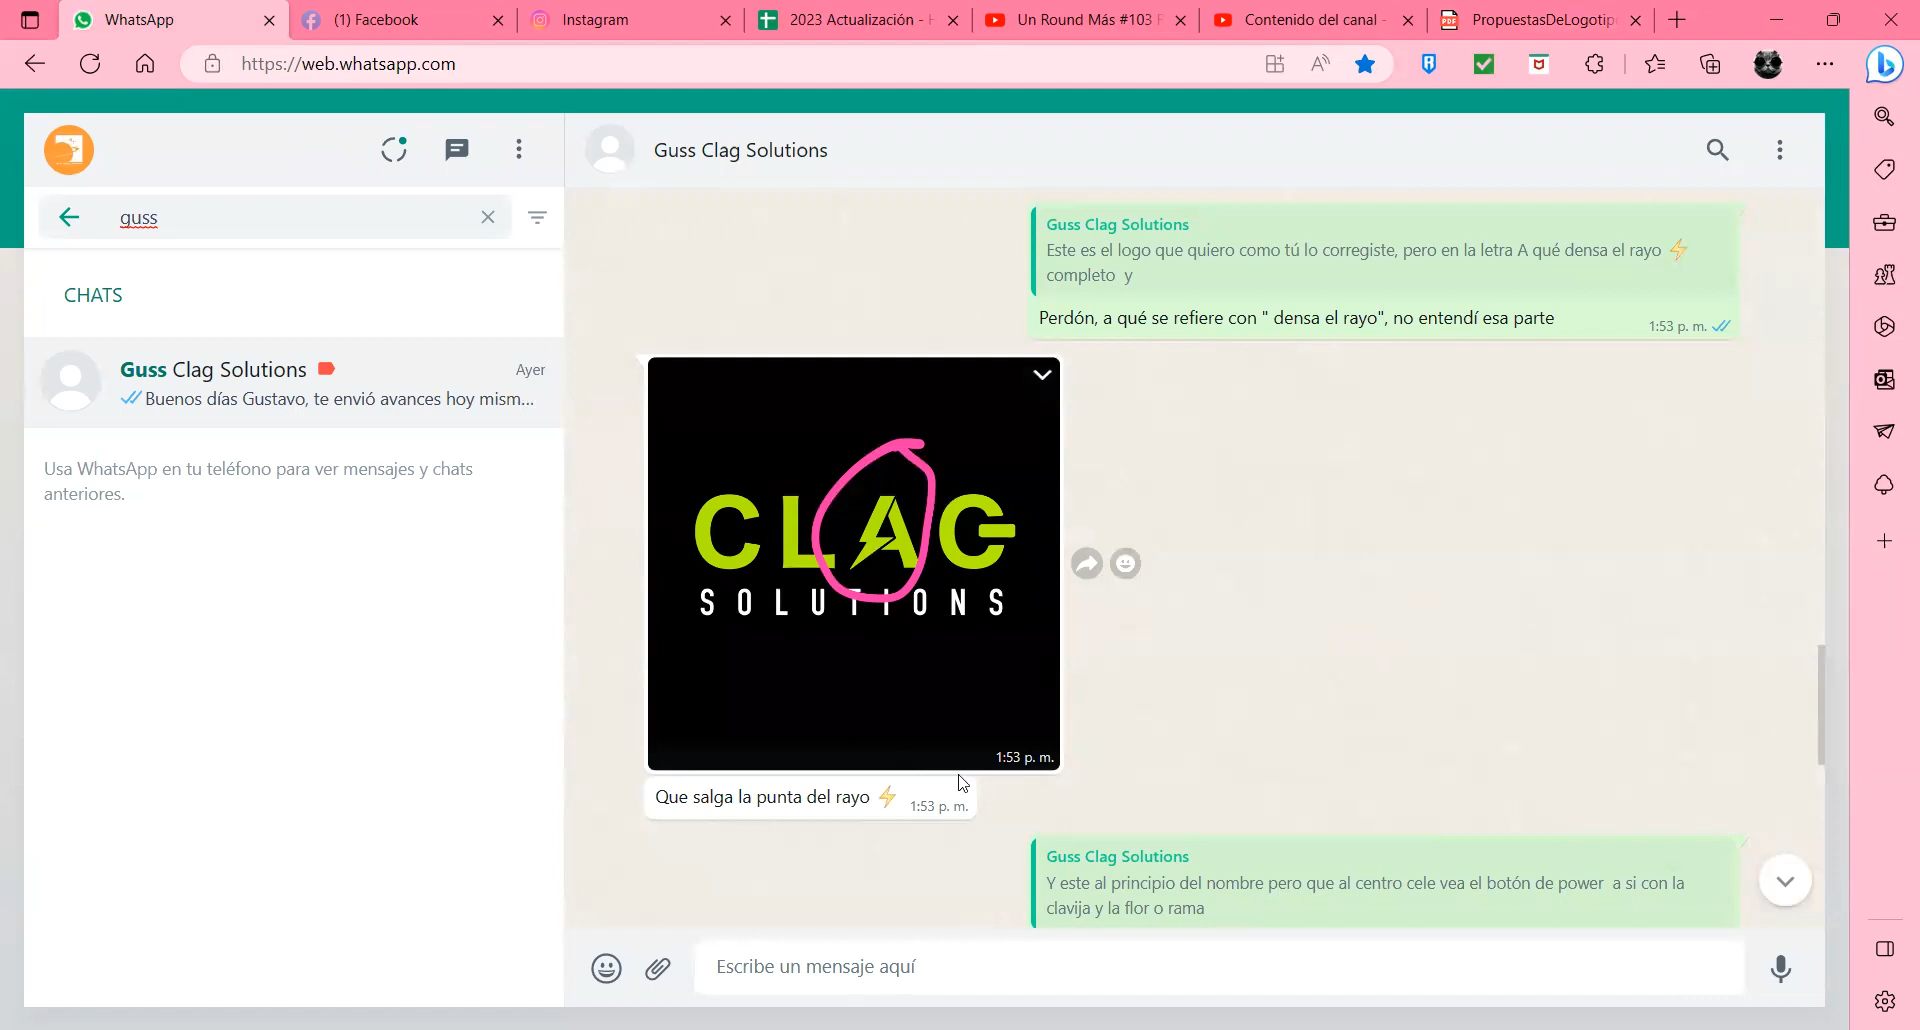 WhatsApp
(1) Facebook
Instagram
2023 Actualización -
Un Round Más #103
Contenido del canal -
PropuestasDeLogotip
https://web.whatsapp.com
guss
CHATS
Guss Clag Solutions
Ayer
Buenos días Gustavo, te envió avances hoy mism...
Usa WhatsApp en tu teléfono para ver mensajes y chats
anteriores.
Guss Clag Solutions
Guss Clag Solutions
Este es el logo que quiero como tú lo corregiste, pero en la letra A qué densa el rayo ⚡
completo y
Perdón, a qué se refiere con " densa el rayo", no entendí esa parte
1:53 p. m.
CLAG
SOLUTIONS
1:53 p. m.
Que salga la punta del rayo ⚡
1:53 p. m.
Guss Clag Solutions
Y este al principio del nombre pero que al centro cele vea el botón de power a si con la
clavija y la flor o rama
Escribe un mensaje aquí